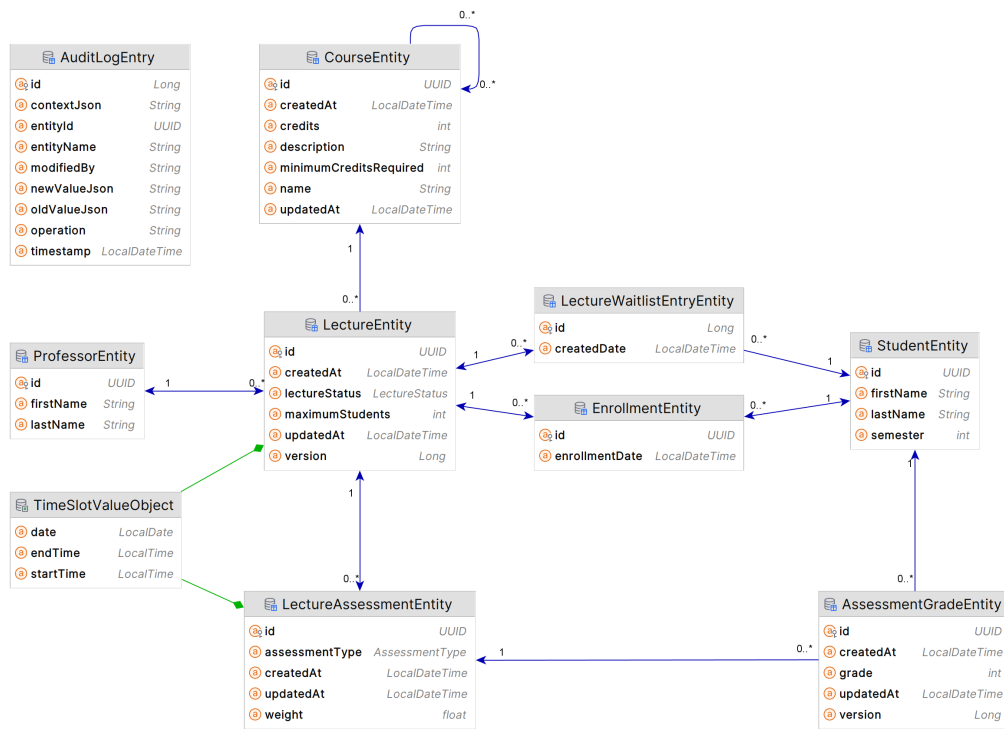 0..*
0..*
AuditLogEntry
id Long
contextJson String
entityId UUID
entityName String
modifiedBy String
newValueJson String
oldValueJson String
operation String
timestamp LocalDateTime
CourseEntity
id UUID
createdAt LocalDateTime
credits int
description String
minimumCreditsRequired int
name String
updatedAt LocalDateTime
1
0..*
LectureEntity
id UUID
createdAt LocalDateTime
lectureStatus LectureStatus
maximumStudents int
updatedAt LocalDateTime
version Long
ProfessorEntity
id UUID
firstName String
lastName String
1
0..*
LectureWaitlistEntryEntity
id Long
createdDate LocalDateTime
1
0..*
0..*
1
EnrollmentEntity
id UUID
enrollmentDate LocalDateTime
1
0..*
0..*
1
StudentEntity
id UUID
firstName String
lastName String
semester int
TimeSlotValueObject
date LocalDate
endTime LocalTime
startTime LocalTime
1
0..*
1
0..*
LectureAssessmentEntity
id UUID
assessmentType AssessmentType
createdAt LocalDateTime
updatedAt LocalDateTime
weight float
1
0..*
AssessmentGradeEntity
id UUID
createdAt LocalDateTime
grade int
updatedAt LocalDateTime
version Long